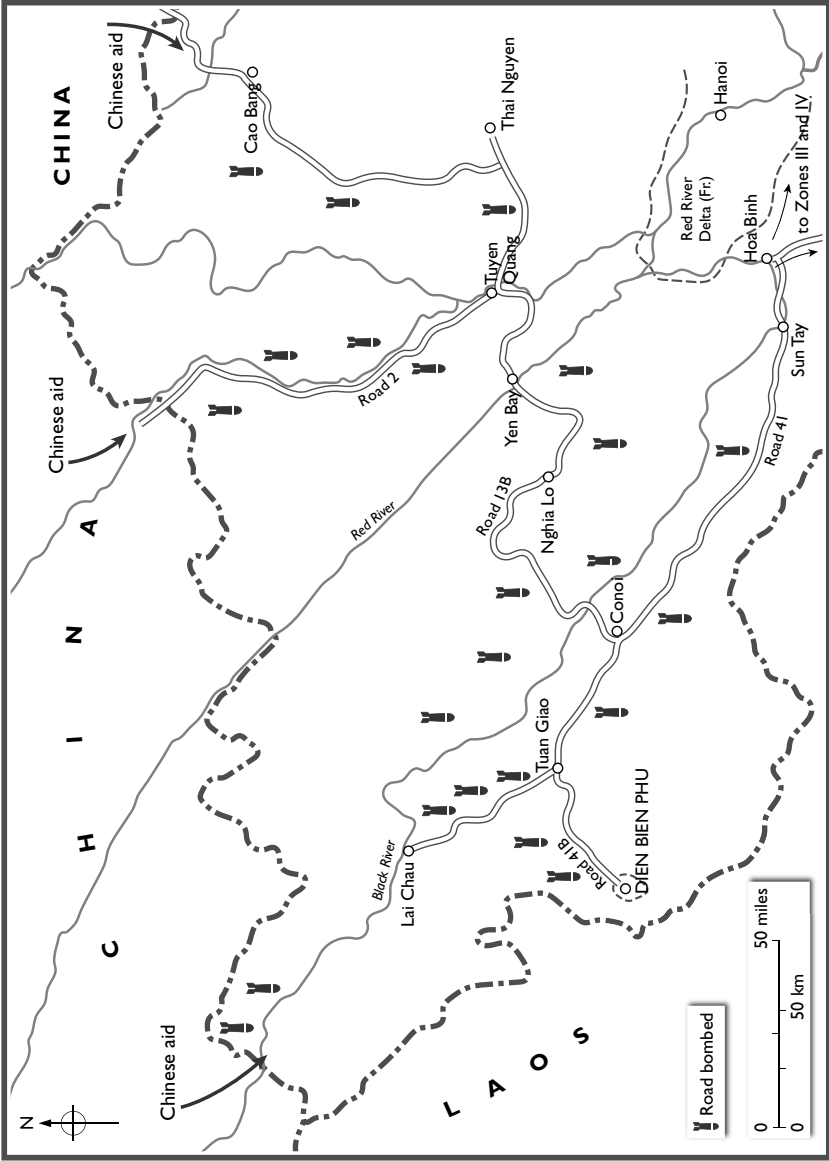 N
CHINA
CHINA
Chinese aid
Chinese aid
Chinese aid
Cao Bang
Thai Nguyen
Tuyen
Quang
Road 2
Red River
Yen Bay
Road 13B
Nghia Lo
Hanoi
Red River
Delta (Fr.)
Hoa Binh
to Zones III and IV
Sun Tay
Road 41
Conoi
Tuan Giao
Black River
Lai Chau
Road 41B
DIEN BIEN PHU
LAOS
Road bombed
0
50 miles
0
50 km